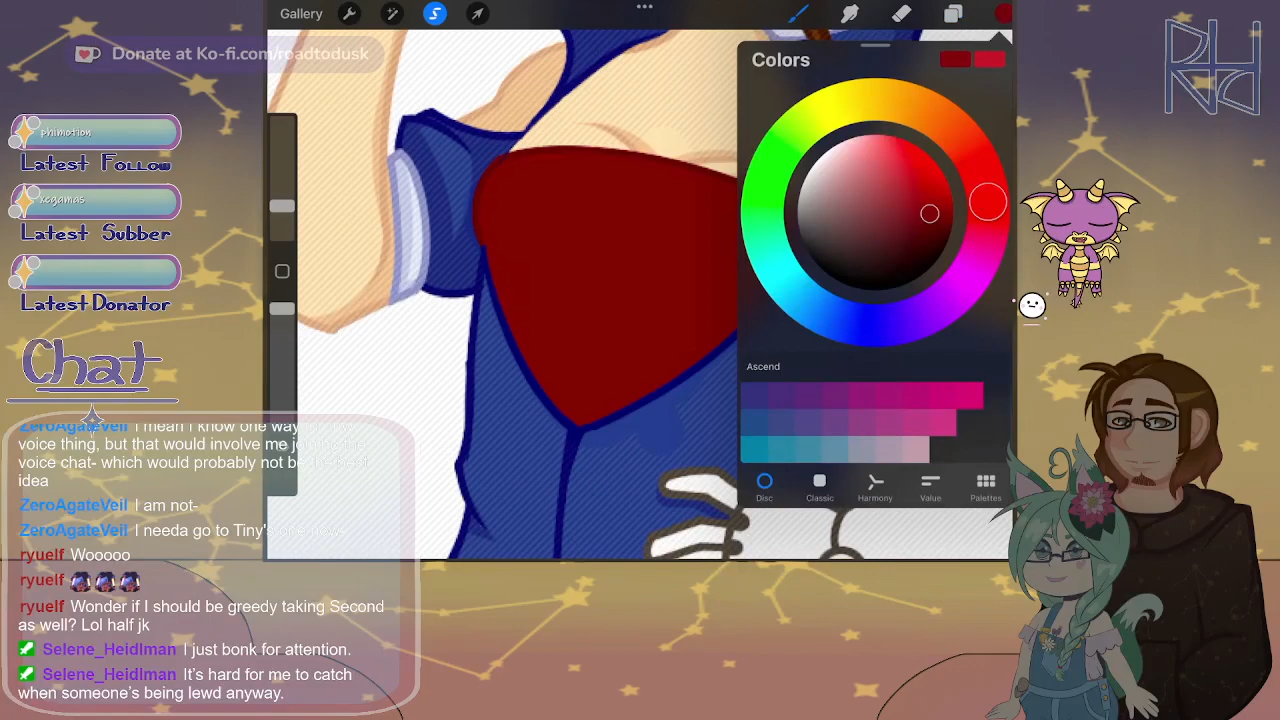 Gallery
Donate at Ko-fi.com/roadtodusk
Colors
phimotion
Latest Follow
xcgamas
Latest Subber
Latest Donator
Ascend
Disc
Classic
Harmony
Value
Palettes
Chat
ZeroAgateVeil I mean I know one way
voice thing, but that would involve me
voice chat- which would probably not be
idea
ZeroAgateVeil I am not-
ZeroAgateVeil I needa go to Tiny's
ryuelf Wooooo
ryuelf
ryuelf Wonder if I should be greedy taking Second
as well? Lol half jk
Selene_Heidlman I just bonk for attention.
Selene_Heidlman It's hard for me to catch
when someone's being lewd anyway.